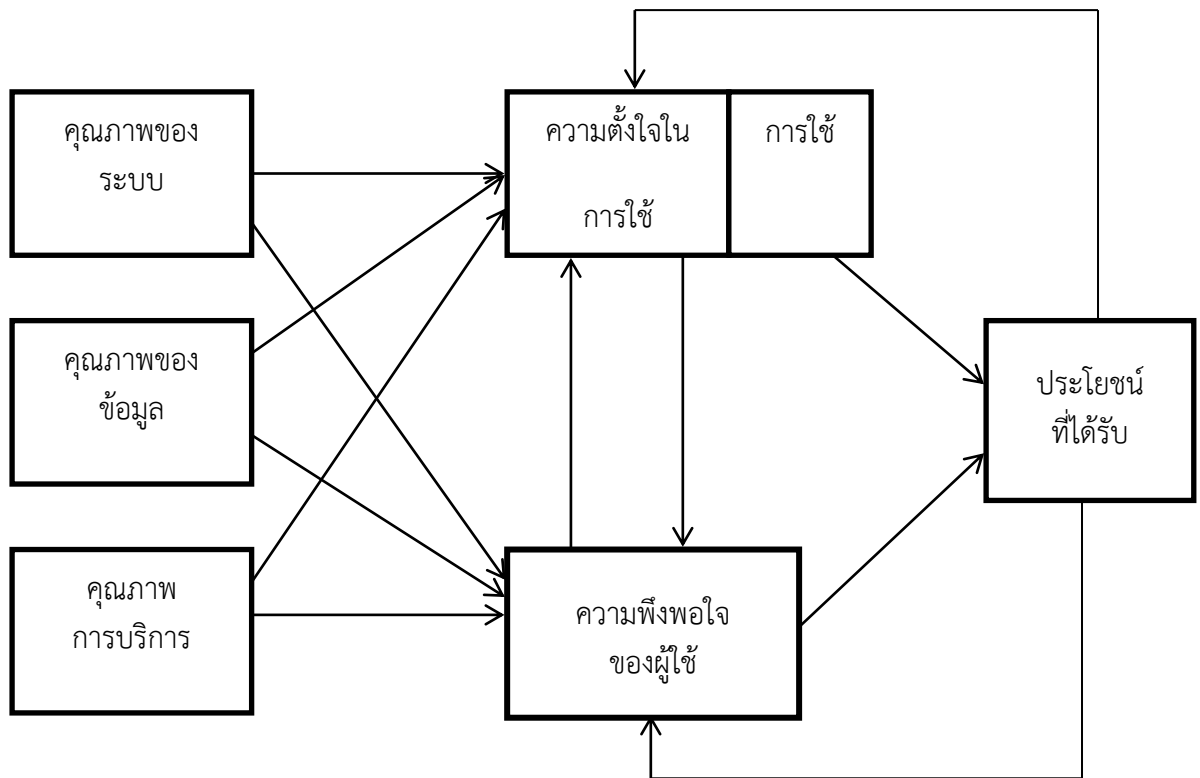 คุณภาพของ
ระบบ
ความตั้งใจใน
การใช้
การใช้
คุณภาพของ
ข้อมูล
ประโยชน์
ที่ได้รับ
คุณภาพ
การบริการ
ความพึงพอใจ
ของผู้ใช้